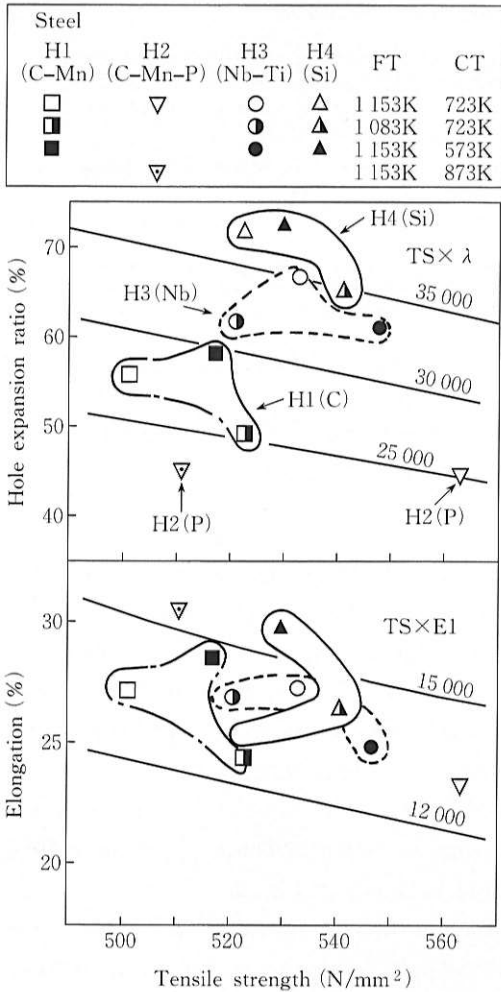 Steel
H1 H2 H3 H4 FT CT
(C–Mn) (C–Mn–P) (Nb–Ti) (Si)
1 153K 723K
1 083K 723K
1 153K 573K
1 153K 873K
H4(Si)
70
TS×λ
H3(Nb)
35 000
60
30 000
50
H1(C)
25 000
40
H2(P)
H2(P)
Hole expansion ratio (%)
30
TS×E1
15 000
25
12 000
20
Elongation (%)
500 520 540 560
Tensile strength (N/mm²)